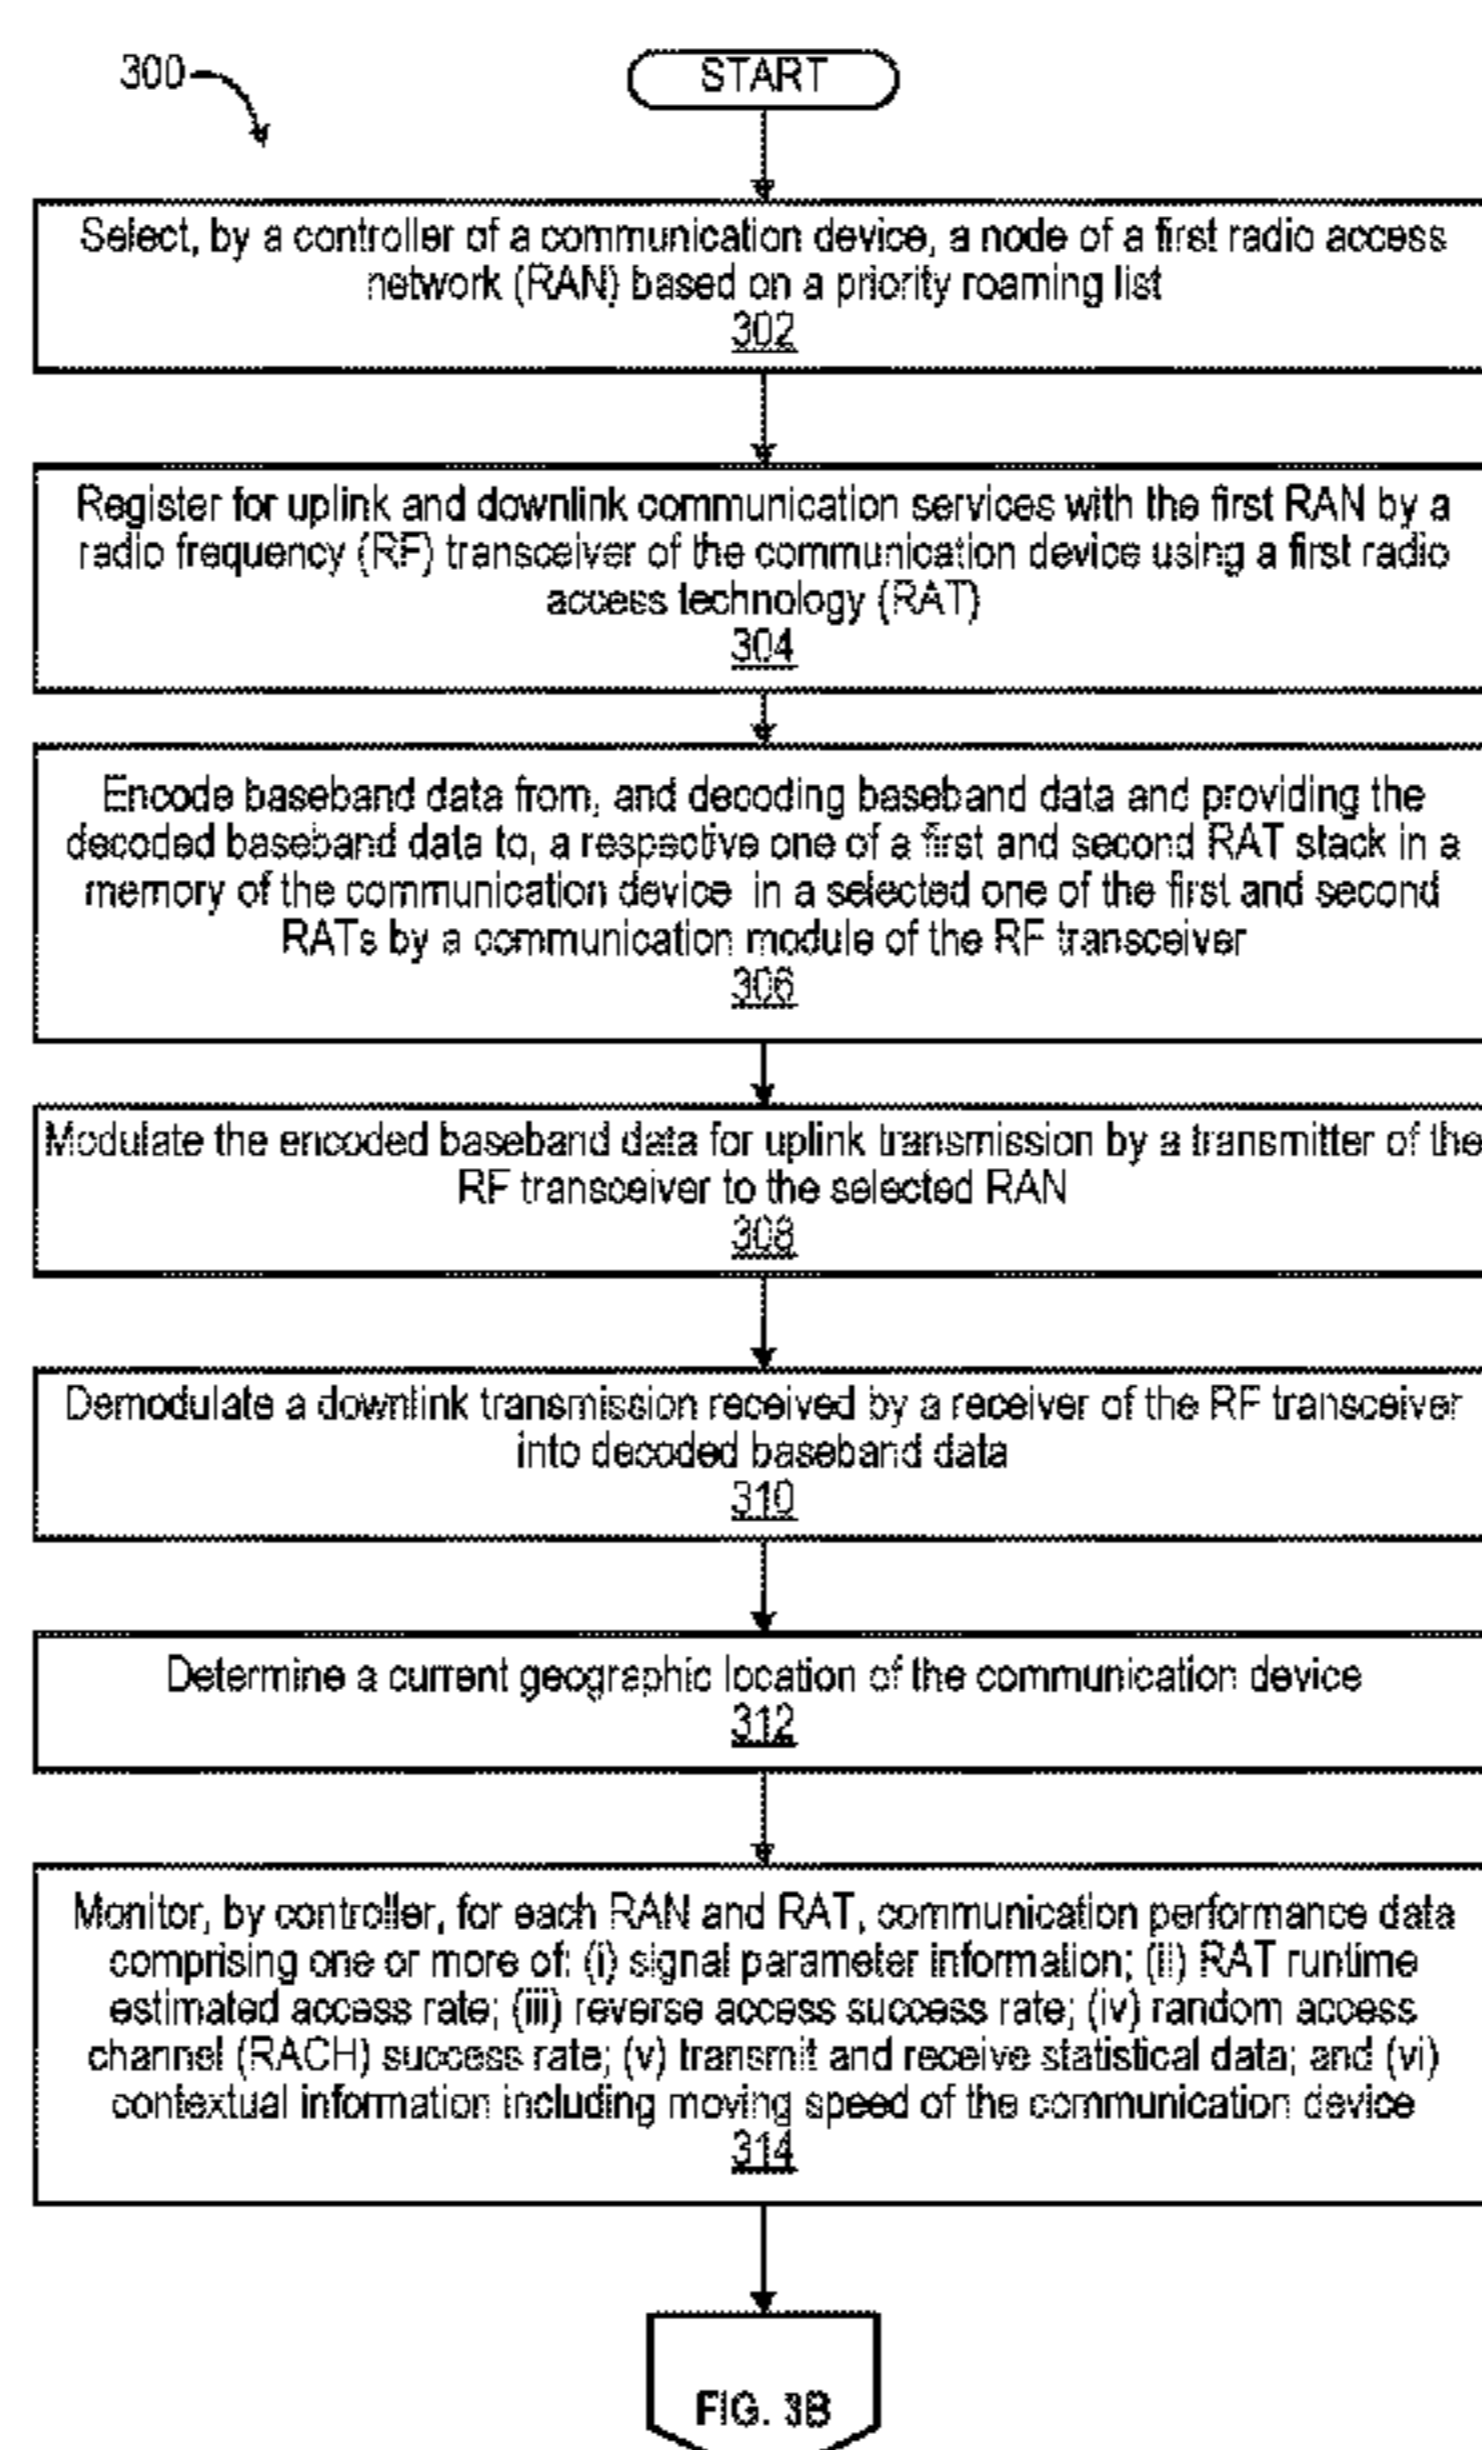 300
START
Select, by a controller of a communication device, a node of a first radio access
network (RAN) based on a priority roaming list
302
Register for uplink and downlink communication services with the first RAN by a
radio frequency (RF) transceiver of the communication device using a first radio
access technology (RAT)
304
Encode baseband data from, and decoding baseband data and providing the
decoded baseband data to, a respective one of a first and second RAT stack in a
memory of the communication device in a selected one of the first and second
RATs by a communication module of the RF transceiver
306
Modulate the encoded baseband data for uplink transmission by a transmitter of the
RF transceiver to the selected RAN
308
Demodulate a downlink transmission received by a receiver of the RF transceiver
into decoded baseband data
310
Determine a current geographic location of the communication device
312
Monitor, by controller, for each RAN and RAT, communication performance data
comprising one or more of: (i) signal parameter information; (ii) RAT runtime
estimated access rate; (iii) reverse access success rate; (iv) random access
channel (RACH) success rate; (v) transmit and receive statistical data; and (vi)
contextual information including moving speed of the communication device
314
FIG. 3B